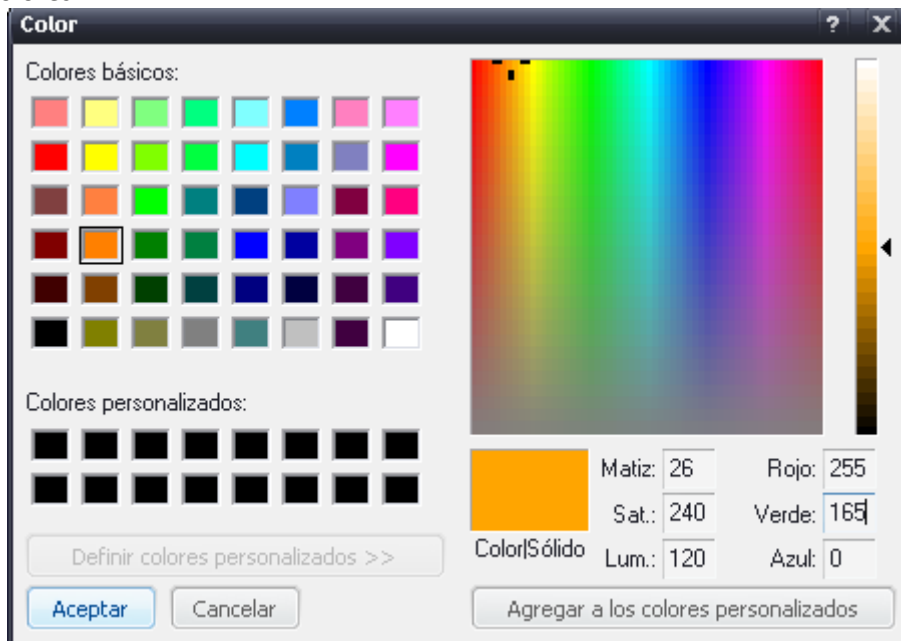 Color ? X
Colores básicos:
Colores personalizados:
Definir colores personalizados >>
Aceptar Cancelar
Color|Sólido
Matiz: 26 Rojo: 255
Sat.: 240 Verde: 165
Lum.: 120 Azul: 0
Agregar a los colores personalizados